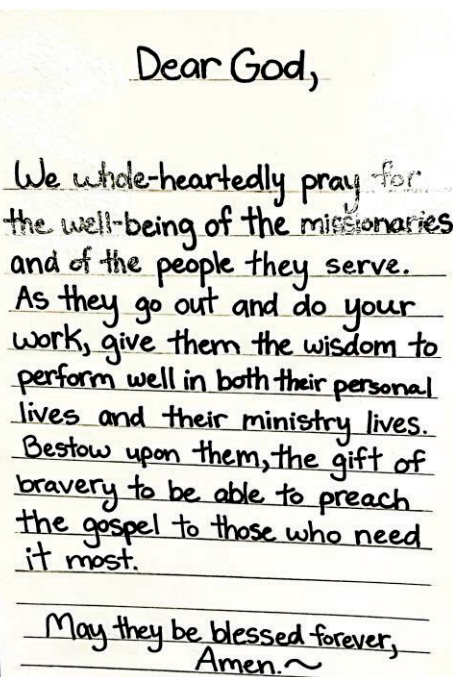 Dear God,
We whole-heartedly pray for
the well-being of the missionaries
and of the people they serve.
As they go out and do your
work, give them the wisdom to
perform well in both their personal
lives and their ministry lives.
Bestow upon them, the gift of
bravery to be able to preach
the gospel to those who need
it most.
May they be blessed forever,
Amen.~